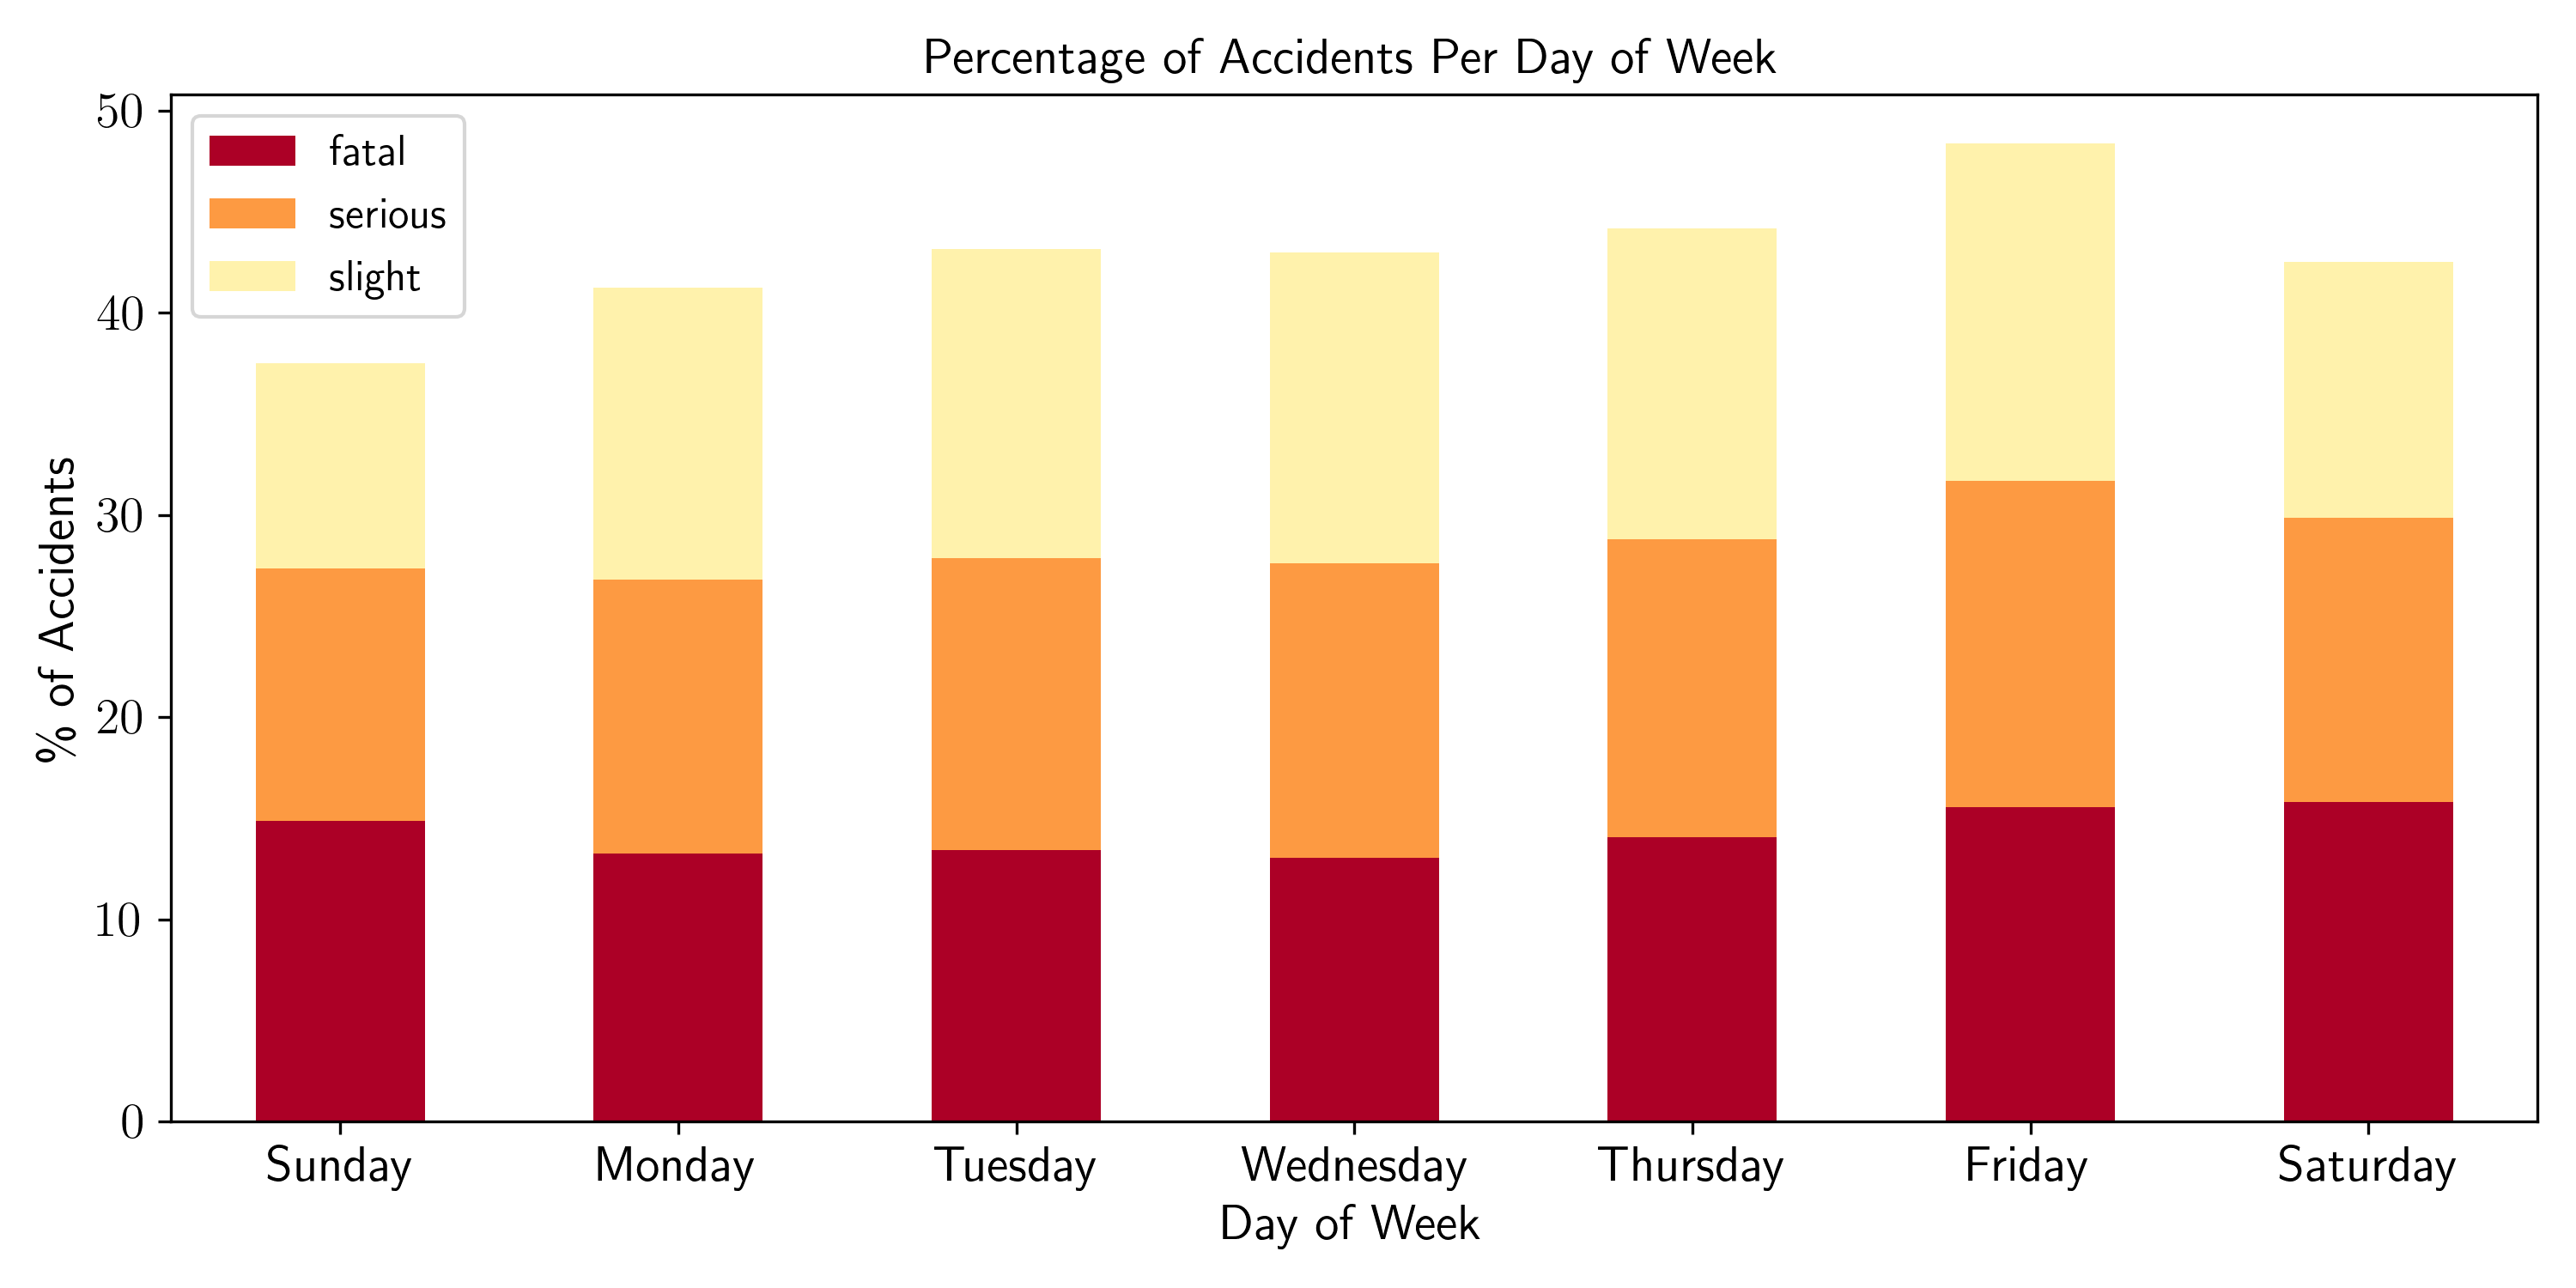 Percentage of Accidents Per Day of Week
50
40
30
20
10
0
% of Accidents
fatal
serious
slight
Sunday Monday Tuesday Wednesday Thursday Friday Saturday
Day of Week